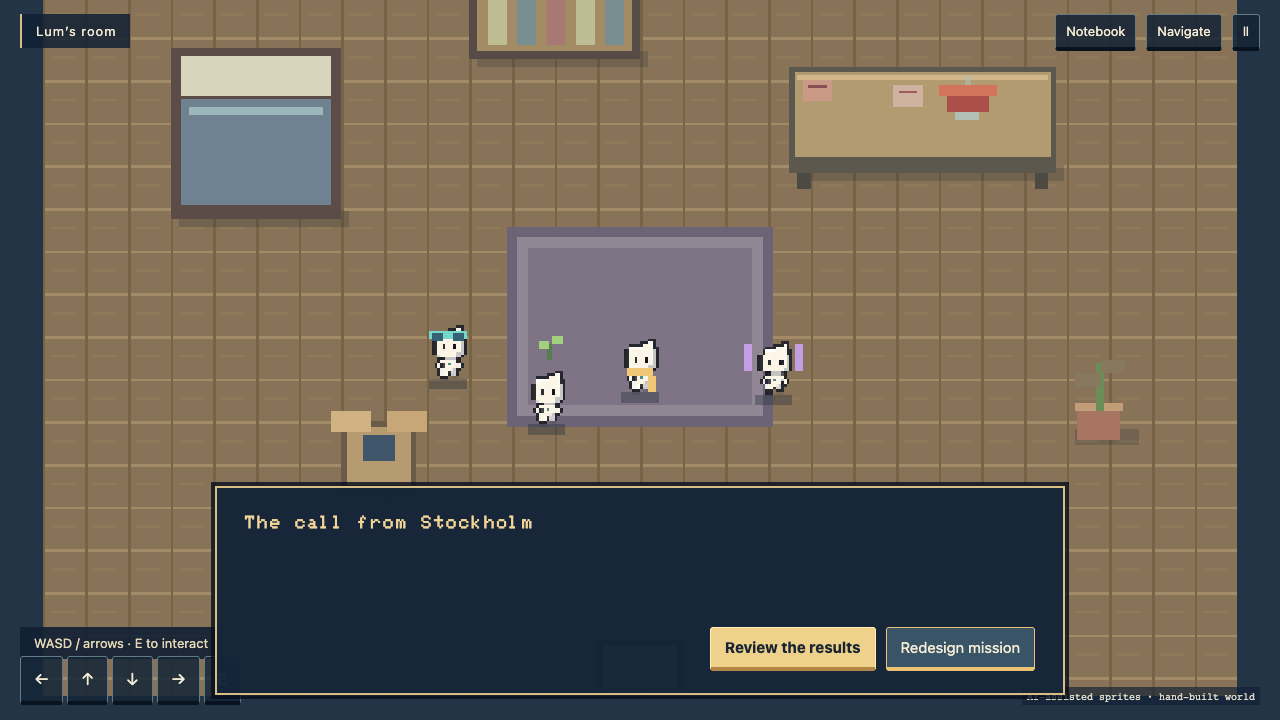 Lum's room
Notebook
Navigate
The call from Stockholm
Review the results
Redesign mission
WASD / arrows · E to interact
sprites · hand-built world